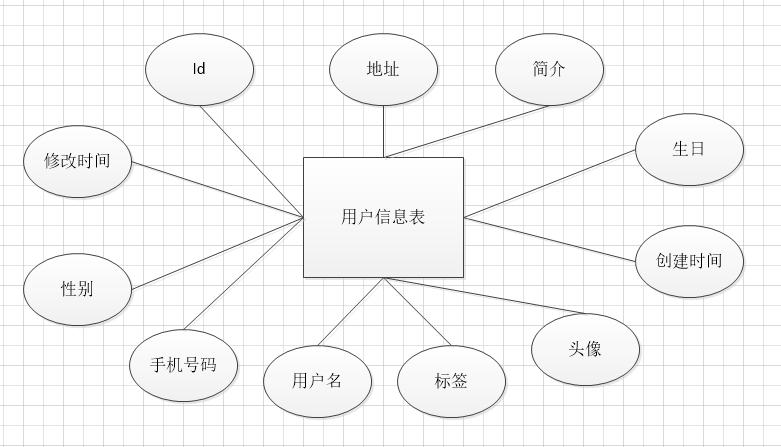 Id
地址
简介
修改时间
生日
用户信息表
性别
创建时间
手机号码
用户名
标签
头像